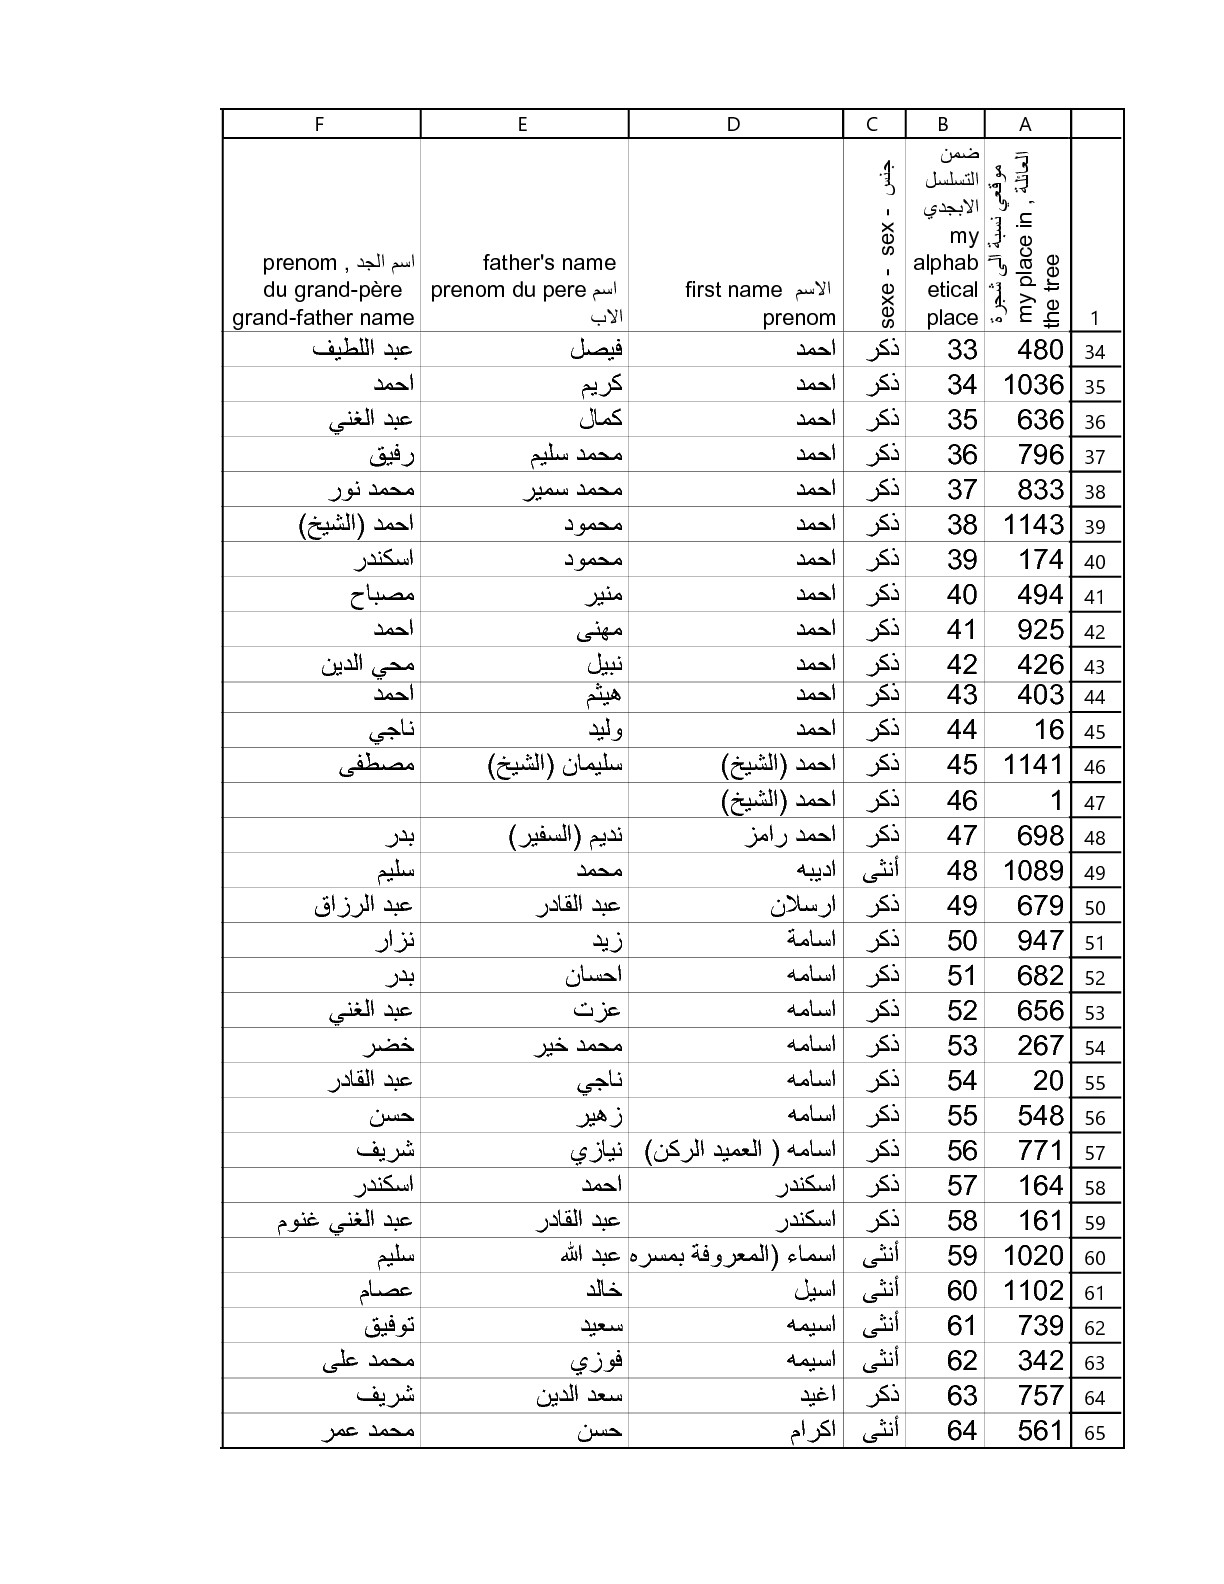 A B C D E F
1
موقعي نسبة الى شجرة العائلة , my place in the tree
ضمن التسلسل الابجدي my alphab etical place
جنس - sexe - sex
الاسم first name prenom
father's name prenom du pere اسم الاب
اسم الجد , prenom du grand-père grand-father name
34 480 33 ذكر احمد فيصل عبد اللطيف
35 1036 34 ذكر احمد كريم احمد
36 636 35 ذكر احمد كمال عبد الغني
37 796 36 ذكر احمد محمد سليم رفيق
38 833 37 ذكر احمد محمد سمير محمد نور
39 1143 38 ذكر احمد محمود احمد (الشيخ)
40 174 39 ذكر احمد محمود اسكندر
41 494 40 ذكر احمد منير مصباح
42 925 41 ذكر احمد مهنى احمد
43 426 42 ذكر احمد نبيل محي الدين
44 403 43 ذكر احمد هيثم احمد
45 16 44 ذكر احمد وليد ناجي
46 1141 45 ذكر احمد (الشيخ) سليمان (الشيخ) مصطفى
47 1 46 ذكر احمد (الشيخ)
48 698 47 ذكر احمد رامز نديم (السفير) بدر
49 1089 48 أنثى اديبه محمد سليم
50 679 49 ذكر ارسلان عبد القادر عبد الرزاق
51 947 50 ذكر اسامة زيد نزار
52 682 51 ذكر اسامه احسان بدر
53 656 52 ذكر اسامه عزت عبد الغني
54 267 53 ذكر اسامه محمد خير خضر
55 20 54 ذكر اسامه ناجي عبد القادر
56 548 55 ذكر اسامه زهير حسن
57 771 56 ذكر اسامه ( العميد الركن) نيازي شريف
58 164 57 ذكر اسكندر احمد اسكندر
59 161 58 ذكر اسكندر عبد القادر عبد الغني غنوم
60 1020 59 أنثى اسماء (المعروفة بمسره عبد الله سليم
61 1102 60 أنثى اسيل خالد عصام
62 739 61 أنثى اسيمه سعيد توفيق
63 342 62 أنثى اسيمه فوزي محمد على
64 757 63 ذكر اغيد سعد الدين شريف
65 561 64 أنثى اكرام حسن محمد عمر